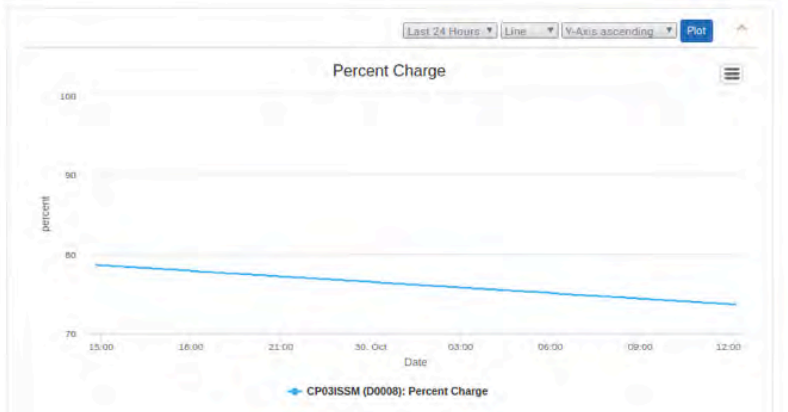 Last 24 Hours Line Y-Axis ascending Plot
Percent Charge
100
90
80
70
percent
15:00 18:00 21:00 30. Oct 03:00 06:00 09:00 12:00
Date
CP03ISSM (D0008): Percent Charge